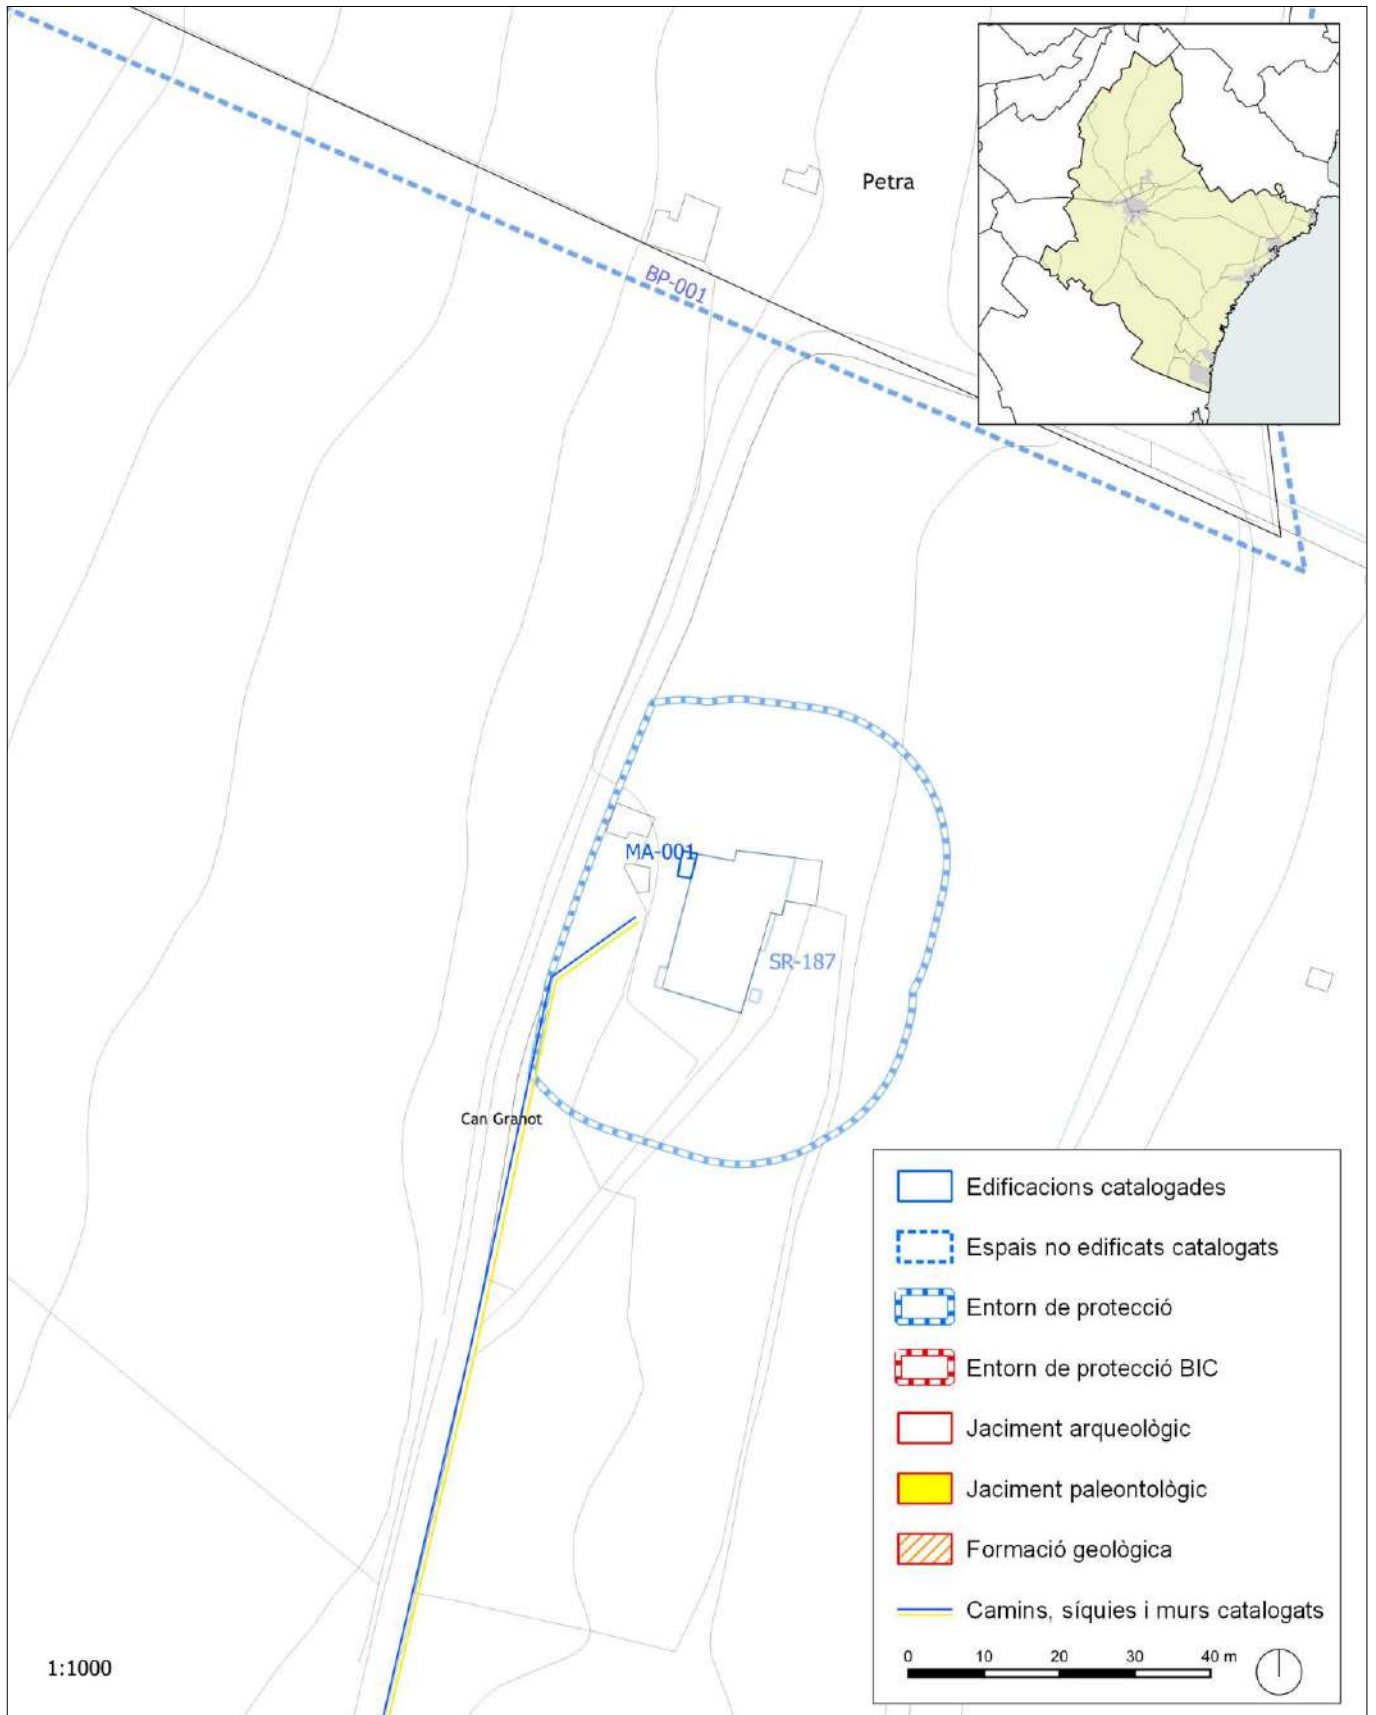 Petra
BP-001
MA-001
SR-187
Can Granot
Edificacions catalogades
Espais no edificats catalogats
Entorn de protecció
Entorn de protecció BIC
Jaciment arqueològic
Jaciment paleontològic
Formació geològica
Camins, síquies i murs catalogats
0 10 20 30 40 m
1:1000